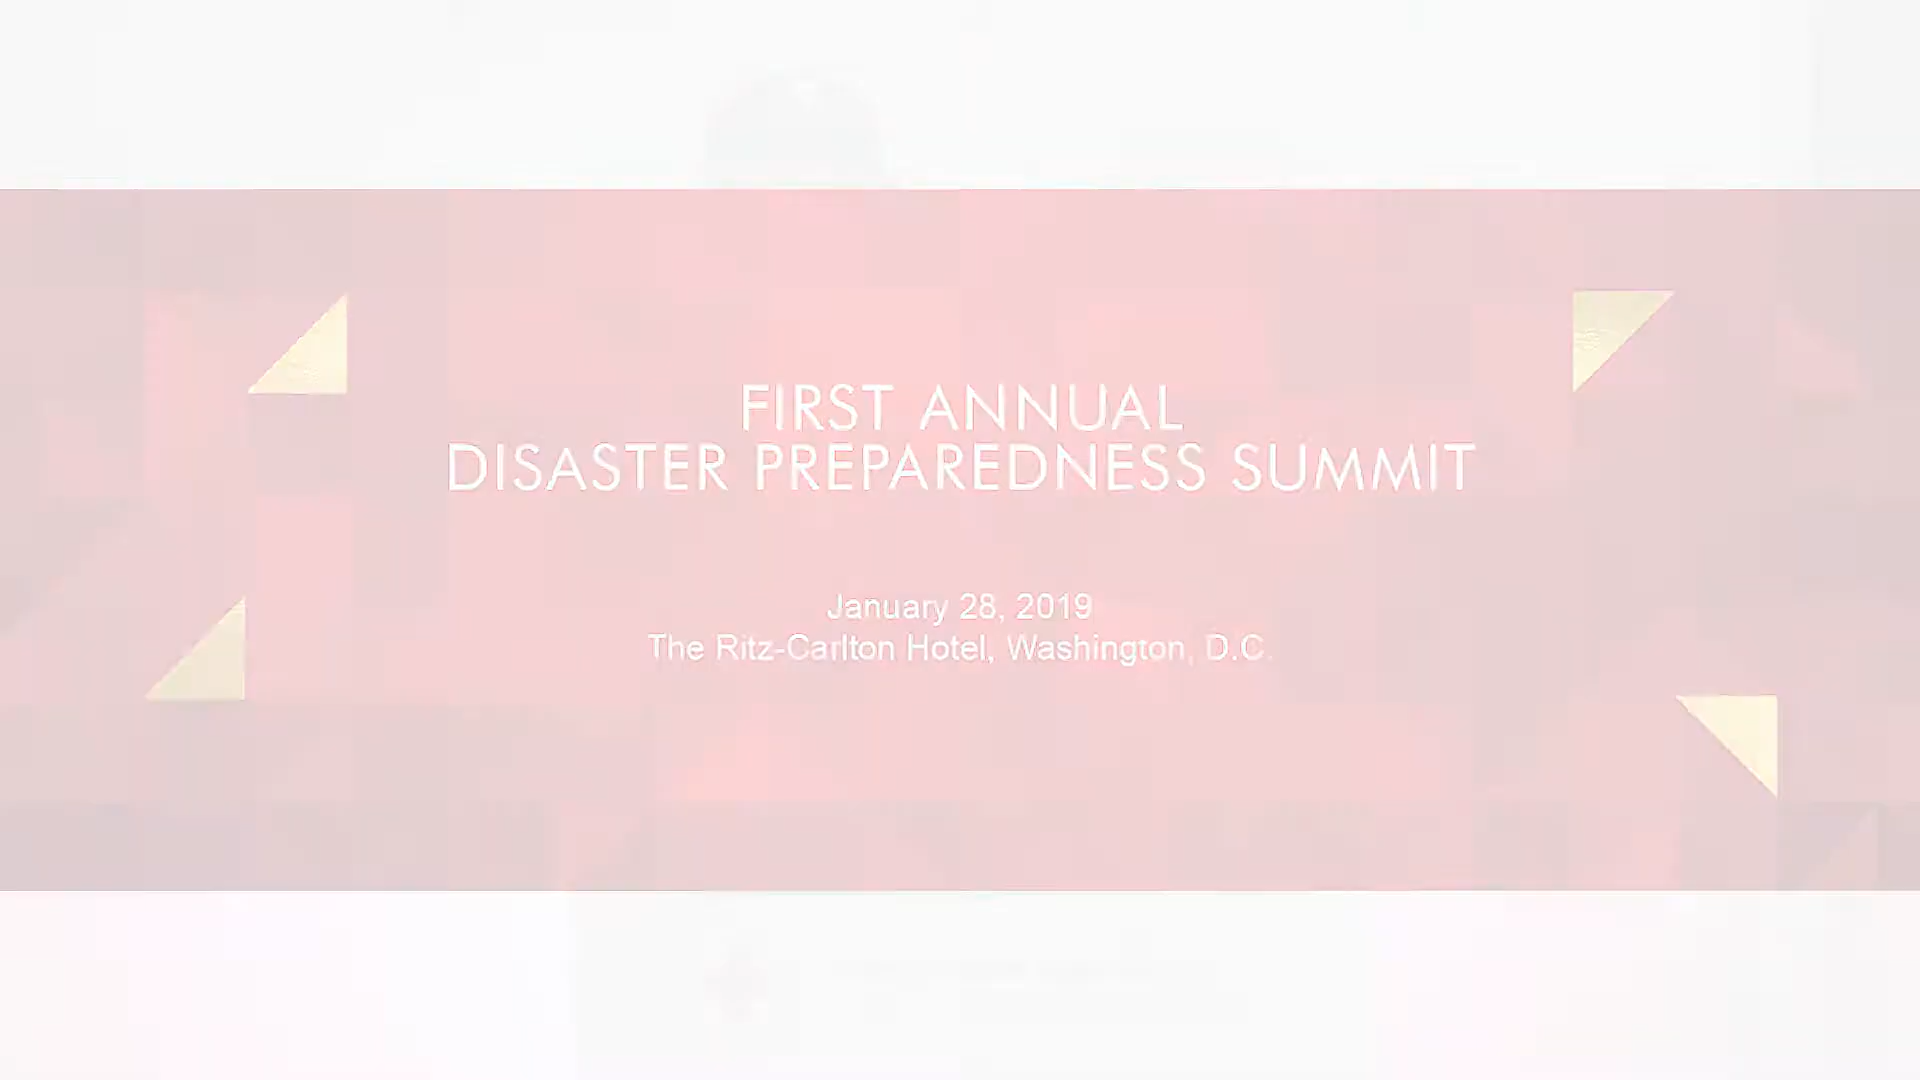 FIRST ANNUAL
DISASTER PREPAREDNESS SUMMIT
January 28, 2019
The Ritz-Carlton Hotel, Washington, D.C.